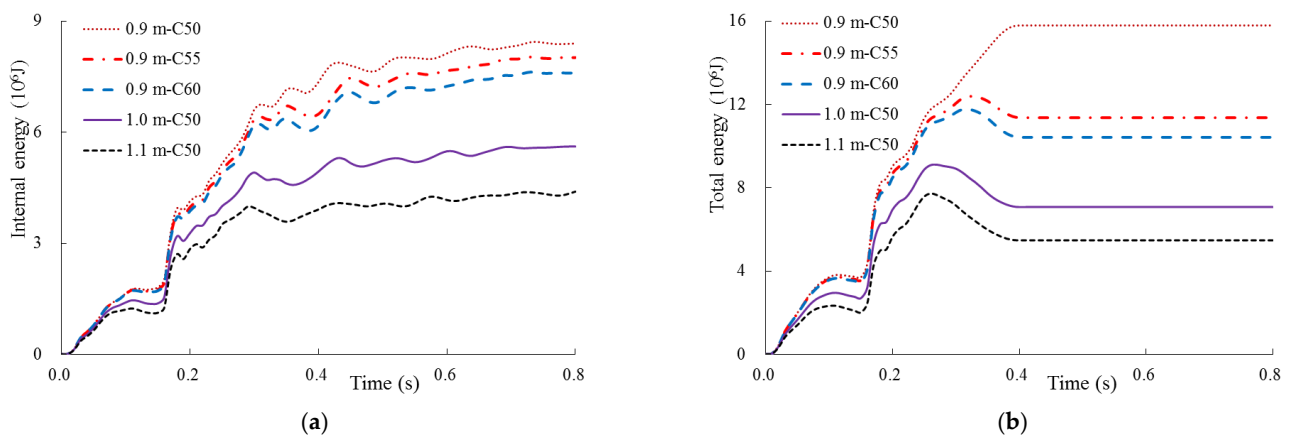 Internal energy (10⁶J)
9
6
3
0
0.9 m-C50
0.9 m-C55
0.9 m-C60
1.0 m-C50
1.1 m-C50
0.0 0.2 0.4 0.6 0.8
Time (s)
(a)
Total energy (10⁶J)
16
12
8
4
0
0.9 m-C50
0.9 m-C55
0.9 m-C60
1.0 m-C50
1.1 m-C50
0.0 0.2 0.4 0.6 0.8
Time (s)
(b)